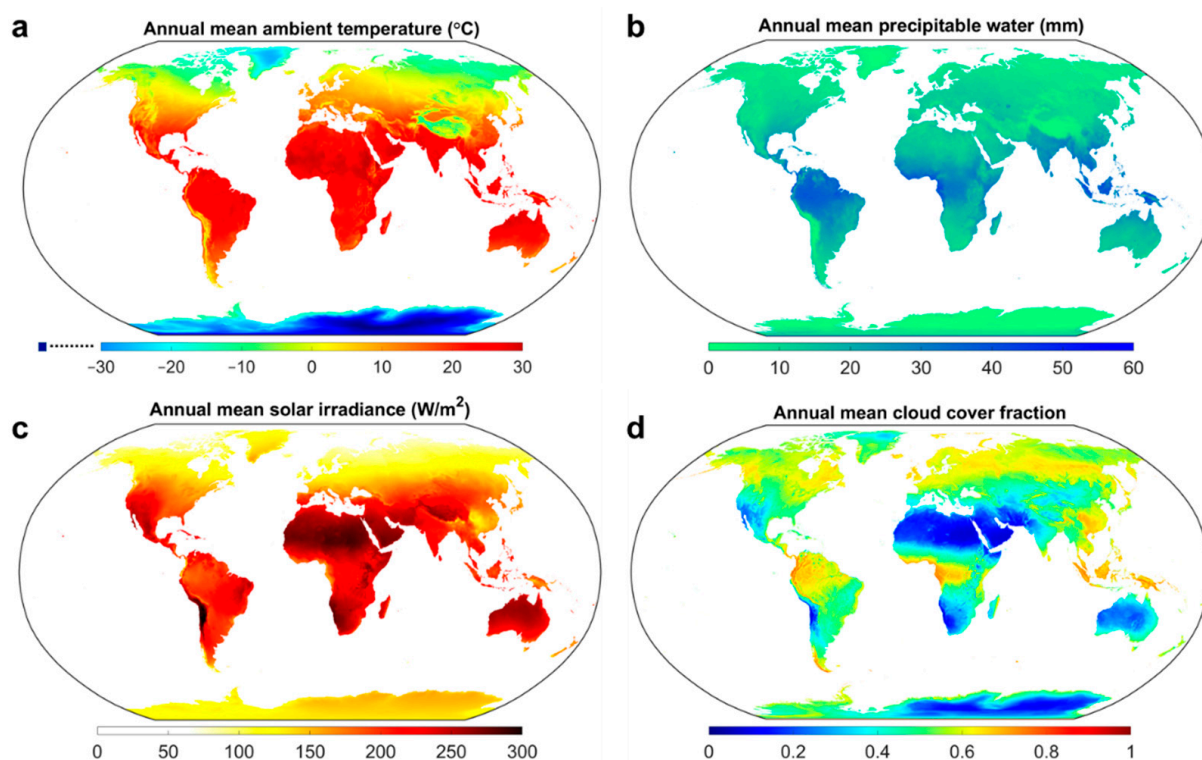 a
Annual mean ambient temperature (°C)
−30 −20 −10 0 10 20 30
b
Annual mean precipitable water (mm)
0 10 20 30 40 50 60
c
Annual mean solar irradiance (W/m²)
0 50 100 150 200 250 300
d
Annual mean cloud cover fraction
0 0.2 0.4 0.6 0.8 1